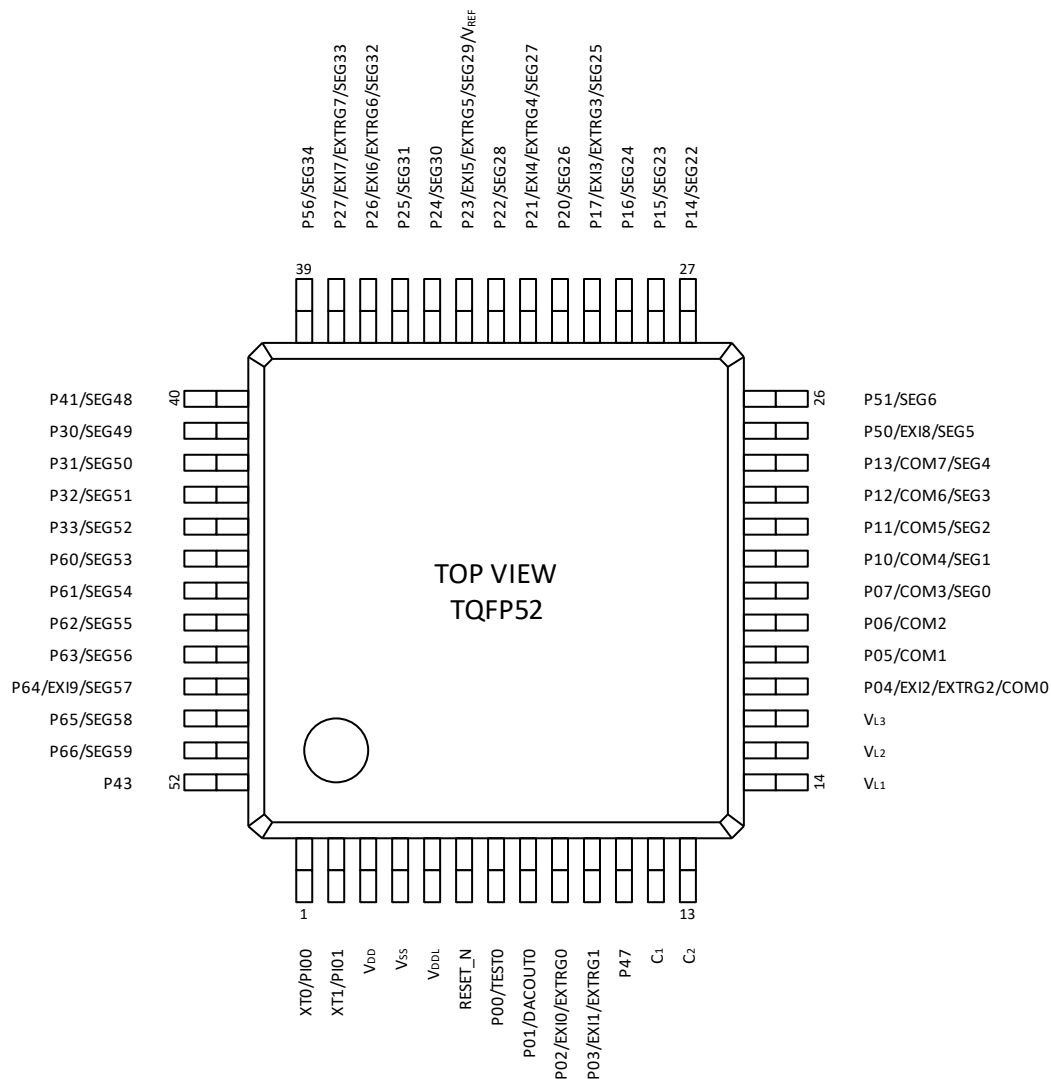 P56/SEG34
P27/EXI7/EXTRG7/SEG33
P26/EXI6/EXTRG6/SEG32
P25/SEG31
P24/SEG30
P23/EXI5/EXTRG5/SEG29/VREF
P22/SEG28
P21/EXI4/EXTRG4/SEG27
P20/SEG26
P17/EXI3/EXTRG3/SEG25
P16/SEG24
P15/SEG23
P14/SEG22
39
27
P41/SEG48
40
P30/SEG49
P31/SEG50
P32/SEG51
P33/SEG52
P60/SEG53
P61/SEG54
P62/SEG55
P63/SEG56
P64/EXI9/SEG57
P65/SEG58
P66/SEG59
P43
52
TOP VIEW
TQFP52
26
P51/SEG6
P50/EXI8/SEG5
P13/COM7/SEG4
P12/COM6/SEG3
P11/COM5/SEG2
P10/COM4/SEG1
P07/COM3/SEG0
P06/COM2
P05/COM1
P04/EXI2/EXTRG2/COM0
VL3
VL2
14
VL1
1
13
XT0/PI00
XT1/PI01
VDD
VSS
VDDL
RESET_N
P00/TEST0
P01/DACOUT0
P02/EXI0/EXTRG0
P03/EXI1/EXTRG1
P47
C1
C2